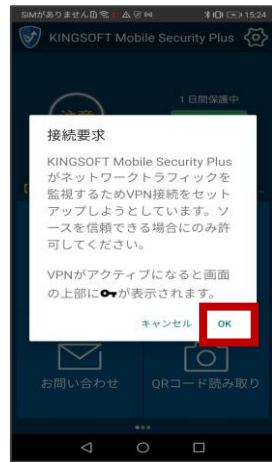 SIMがありません 15:24
KINGSOFT Mobile Security Plus
1日間保護中
注意
接続要求
KINGSOFT Mobile Security Plus
がネットワークトラフィックを
監視するためVPN接続をセット
アップしようとしています。ソ
ースを信頼できる場合にのみ許
可してください。
VPNがアクティブになると画面
の上部に が表示されます。
キャンセル OK
お問い合わせ QRコード読み取り